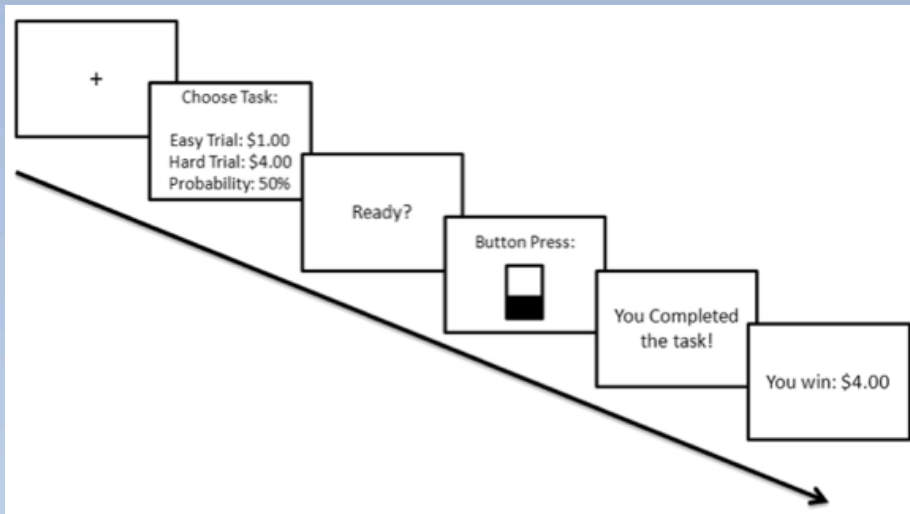 +
Choose Task:
Easy Trial: $1.00
Hard Trial: $4.00
Probability: 50%
Ready?
Button Press:
You Completed
the task!
You win: $4.00